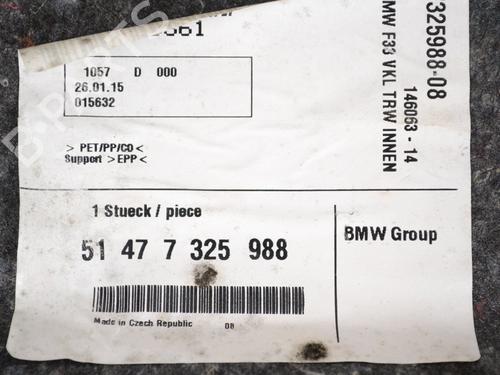 1057 D 000
26.01.15
015632
> PET/PP/CO <
Support >EPP<
1 Stueck / piece
51 47 7 325 988
Made in Czech Republic 08
BMW Group
325988-08
146063 - 14
BMW F33 VKL TRW INNEN